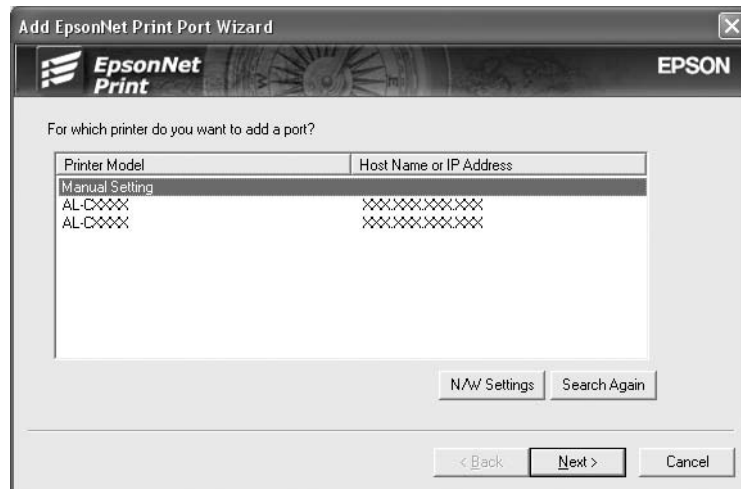 Add EpsonNet Print Port Wizard
EpsonNet
Print
EPSON
For which printer do you want to add a port?
Printer Model Host Name or IP Address
Manual Setting
AL-CXXXX XXX.XXX.XXX.XXX
AL-CXXXX XXX.XXX.XXX.XXX
N/W Settings Search Again
< Back Next > Cancel